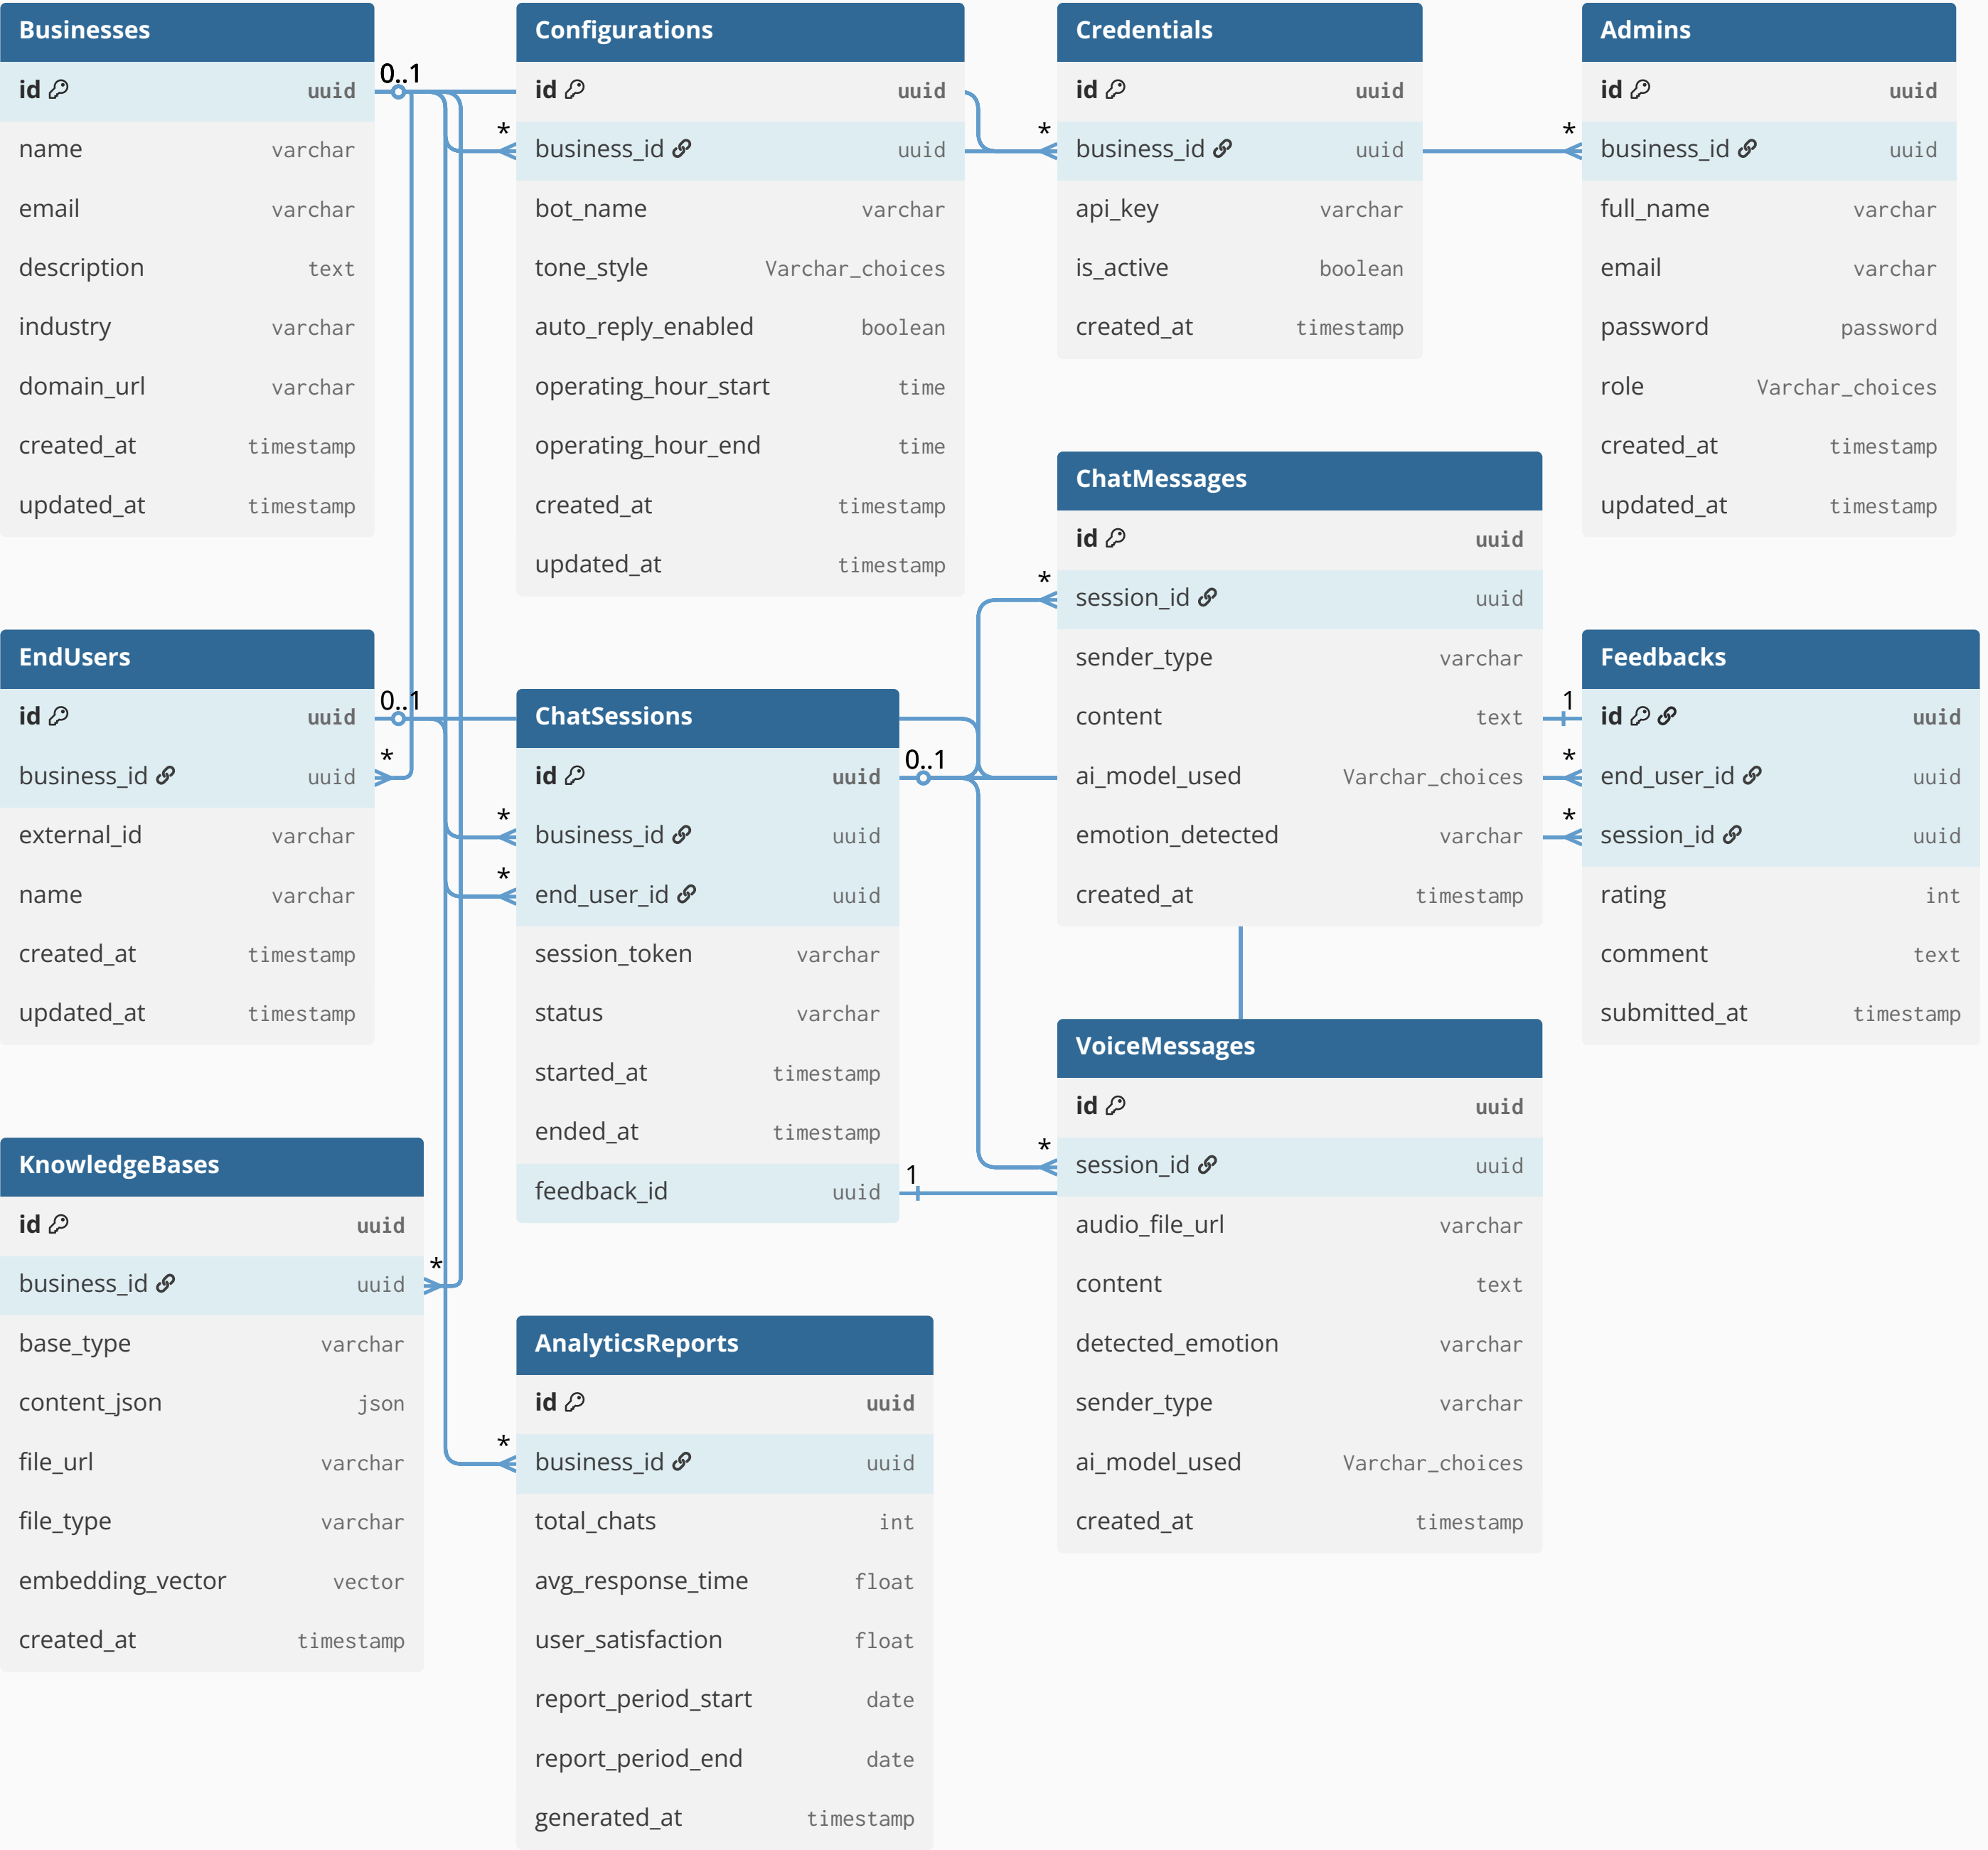 Businesses
id uuid
name varchar
email varchar
description text
industry varchar
domain_url varchar
created_at timestamp
updated_at timestamp
0..1
Configurations
id uuid
* business_id uuid
bot_name varchar
tone_style Varchar_choices
auto_reply_enabled boolean
operating_hour_start time
operating_hour_end time
created_at timestamp
updated_at timestamp
Credentials
id uuid
* business_id uuid
api_key varchar
is_active boolean
created_at timestamp
Admins
id uuid
* business_id uuid
full_name varchar
email varchar
password password
role Varchar_choices
created_at timestamp
updated_at timestamp
ChatMessages
id uuid
* session_id uuid
sender_type varchar
content text
ai_model_used Varchar_choices
emotion_detected varchar
created_at timestamp
EndUsers
id uuid 0..1
business_id uuid *
external_id varchar
name varchar
created_at timestamp
updated_at timestamp
ChatSessions
id uuid 0..1
* business_id uuid
* end_user_id uuid
session_token varchar
status varchar
started_at timestamp
ended_at timestamp
feedback_id uuid 1
Feedbacks
1 id uuid
* end_user_id uuid
* session_id uuid
rating int
comment text
submitted_at timestamp
VoiceMessages
id uuid
* session_id uuid
audio_file_url varchar
content text
detected_emotion varchar
sender_type varchar
ai_model_used Varchar_choices
created_at timestamp
KnowledgeBases
id uuid
business_id uuid *
base_type varchar
content_json json
file_url varchar
file_type varchar
embedding_vector vector
created_at timestamp
AnalyticsReports
id uuid
* business_id uuid
total_chats int
avg_response_time float
user_satisfaction float
report_period_start date
report_period_end date
generated_at timestamp